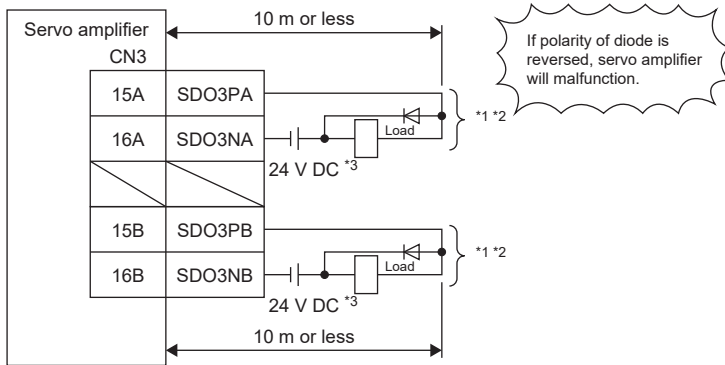 10 m or less
Servo amplifier
CN3
If polarity of diode is
reversed, servo amplifier
will malfunction.
15A SDO3PA
*1 *2
16A SDO3NA
Load
24 V DC *3
15B SDO3PB
*1 *2
16B SDO3NB
Load
24 V DC *3
10 m or less